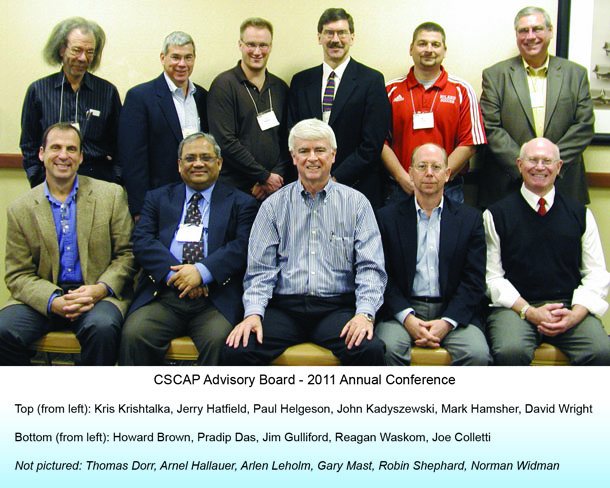 CSCAP Advisory Board - 2011 Annual Conference
Top (from left): Kris Krishtalka, Jerry Hatfield, Paul Helgeson, John Kadyszewski, Mark Hamsher, David Wright
Bottom (from left): Howard Brown, Pradip Das, Jim Gulliford, Reagan Waskom, Joe Colletti
Not pictured: Thomas Dorr, Arnel Hallauer, Arlen Leholm, Gary Mast, Robin Shephard, Norman Widman